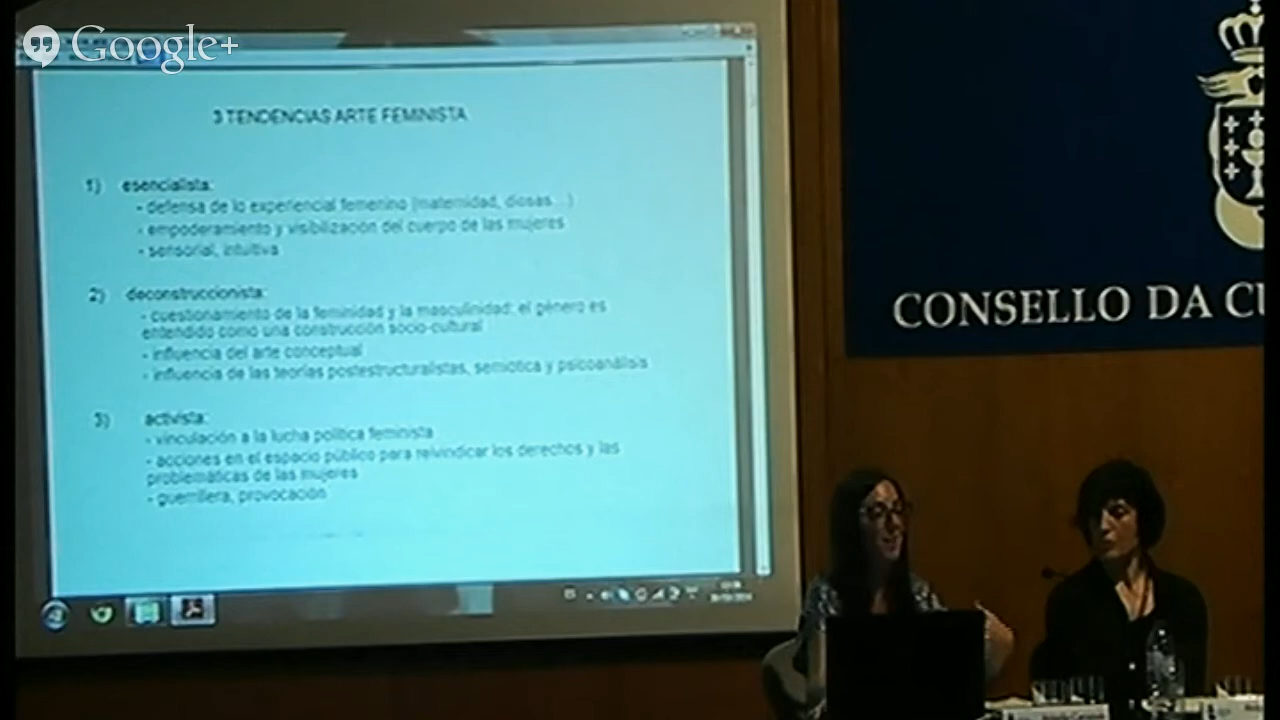 Google+
3 TENDENCIAS ARTE FEMINISTA
1) esencialista:
- defensa de lo experiencial femenino (maternidad, diosas...)
- empoderamiento y visibilización del cuerpo de las mujeres
- sensorial, intuitiva
2) deconstruccionista:
- cuestionamiento de la feminidad y la masculinidad: el género es
entendido como una construcción socio-cultural
- influencia del arte conceptual
- influencia de las teorías postestructuralistas, semiótica y psicoanálisis
3) activista:
- vinculación a la lucha política feminista
- acciones en el espacio público para reivindicar los derechos y las
problemáticas de las mujeres
- guerrillera, provocación
CONSELLO DA CU